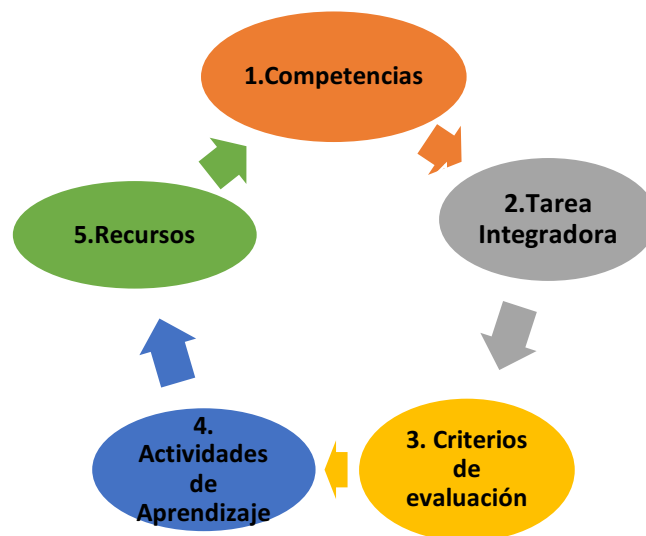 1.Competencias
2.Tarea
Integradora
3. Criterios
de
evaluación
4.
Actividades
de
Aprendizaje
5.Recursos